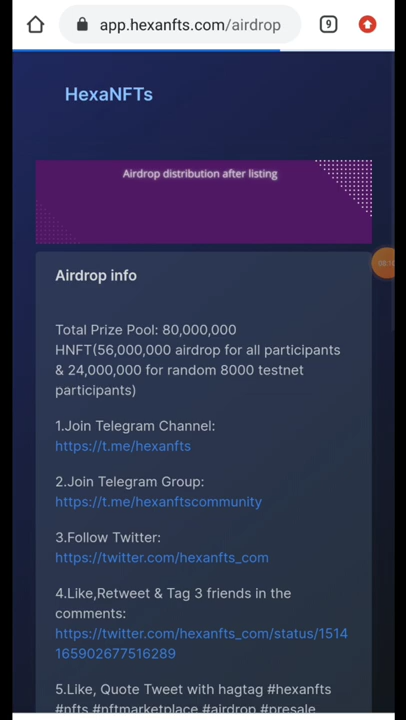 app.hexanfts.com/airdrop
9
HexaNFTs
Airdrop distribution after listing
Airdrop info
Total Prize Pool: 80,000,000
HNFT(56,000,000 airdrop for all participants
& 24,000,000 for random 8000 testnet
participants)
1.Join Telegram Channel:
https://t.me/hexanfts
2.Join Telegram Group:
https://t.me/hexanftscommunity
3.Follow Twitter:
https://twitter.com/hexanfts_com
4.Like,Retweet & Tag 3 friends in the
comments:
https://twitter.com/hexanfts_com/status/1514
165902677516289
5.Like, Quote Tweet with hagtag #hexanfts
#nfts #nftmarketplace #airdrop #presale